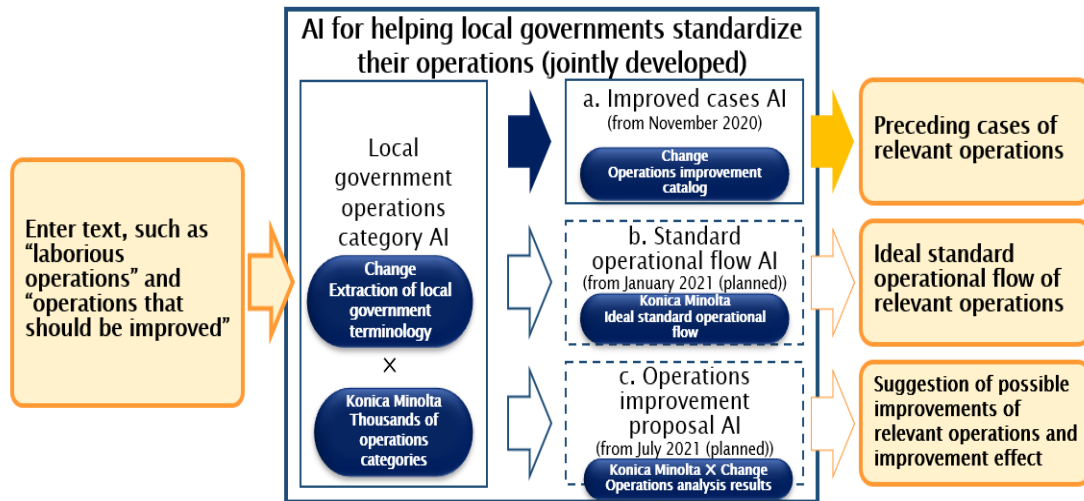 AI for helping local governments standardize
their operations (jointly developed)
Enter text, such as
“laborious
operations” and
“operations that
should be improved”
Local
government
operations
category AI
Change
Extraction of local
government
terminology
×
Konica Minolta
Thousands of
operations
categories
a. Improved cases AI
(from November 2020)
Change
Operations improvement
catalog
Preceding cases of
relevant operations
b. Standard
operational flow AI
(from January 2021 (planned))
Konica Minolta
Ideal standard operational
flow
Ideal standard
operational flow of
relevant operations
c. Operations
improvement
proposal AI
(from July 2021 (planned))
Konica Minolta X Change
Operations analysis results
Suggestion of possible
improvements of
relevant operations and
improvement effect